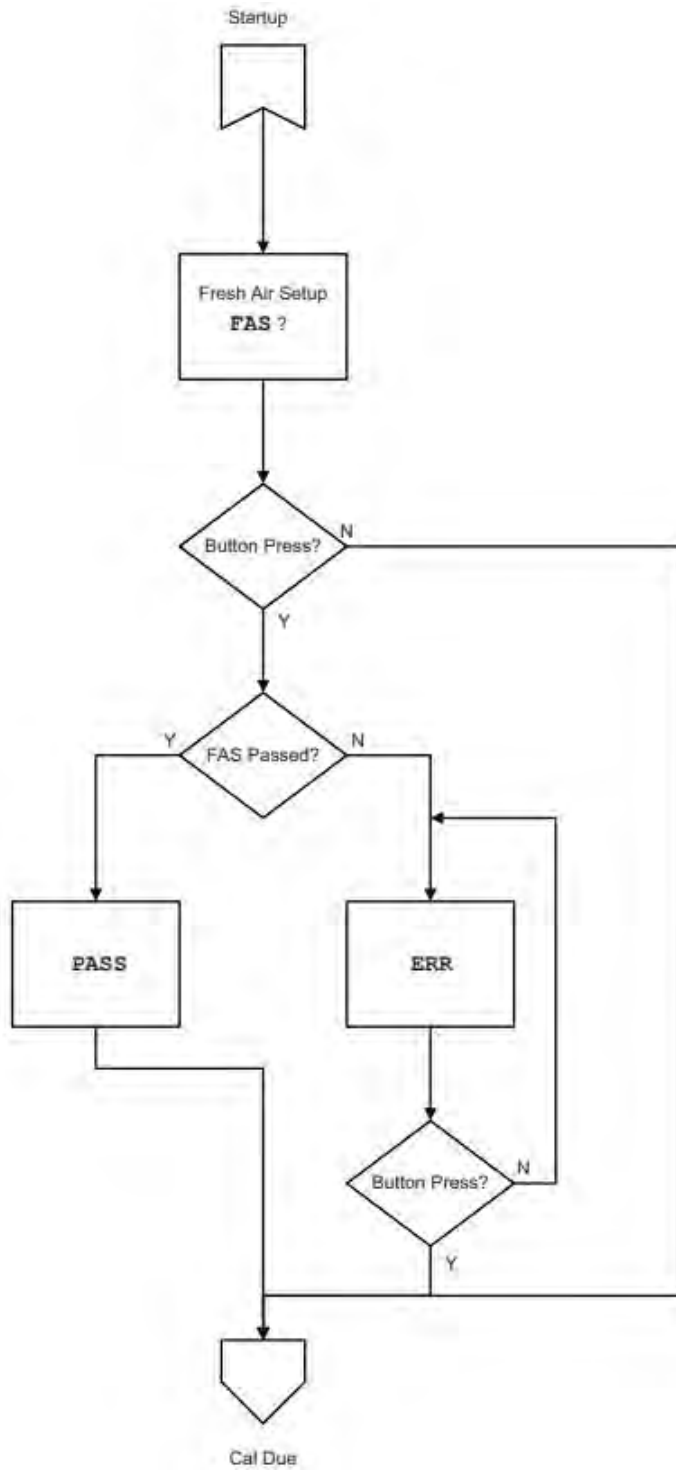 Startup
Fresh Air Setup
FAS ?
Button Press?
N
Y
FAS Passed?
Y
N
PASS
ERR
Button Press?
N
Y
Cal Due